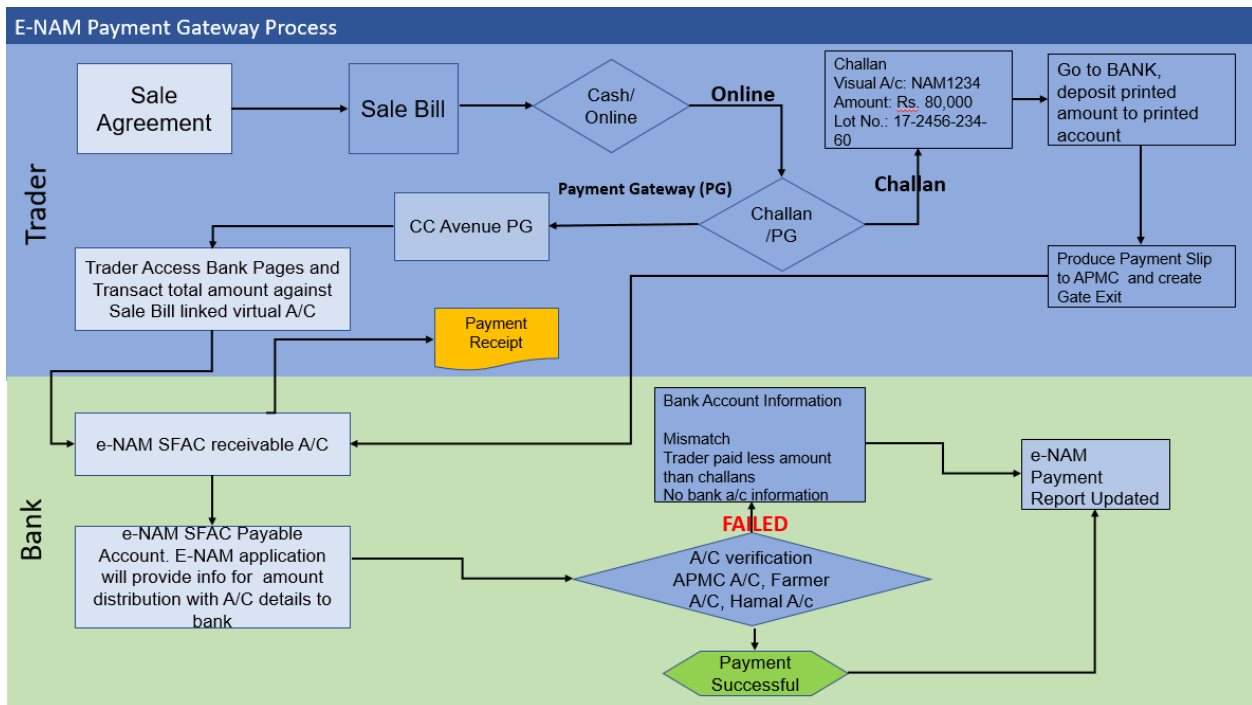 E-NAM Payment Gateway Process
Trader
Sale
Agreement
Sale Bill
Cash/
Online
Online
Challan
Visual A/c: NAM1234
Amount: Rs. 80,000
Lot No.: 17-2456-234-
60
Go to BANK,
deposit printed
amount to printed
account
Challan
Payment Gateway (PG)
Challan
/PG
CC Avenue PG
Trader Access Bank Pages and
Transact total amount against
Sale Bill linked virtual A/C
Produce Payment Slip
to APMC and create
Gate Exit
Payment
Receipt
Bank
e-NAM SFAC receivable A/C
Bank Account Information
Mismatch
Trader paid less amount
than challans
No bank a/c information
e-NAM
Payment
Report Updated
FAILED
e-NAM SFAC Payable
Account. E-NAM application
will provide info for amount
distribution with A/C details to
bank
A/C verification
APMC A/C, Farmer
A/C, Hamal A/c
Payment
Successful